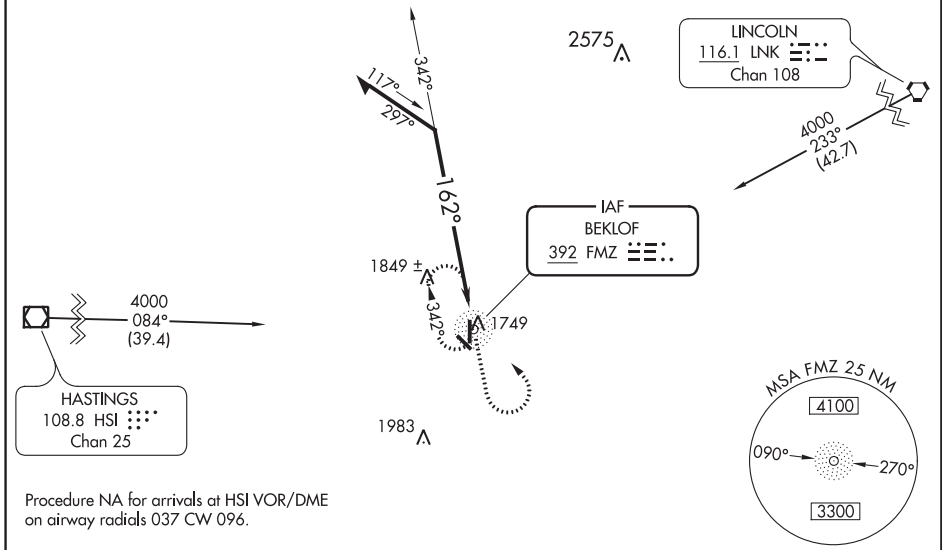 342°
117°
297°
162°
2575
LINCOLN
116.1 LNK
Chan 108
4000
233°
(42.7)
IAF
BEKLOF
392 FMZ
1849 ±
342°
1749
4000
084°
(39.4)
HASTINGS
108.8 HSI
Chan 25
1983
MSA FMZ 25 NM
4100
090°
270°
3300
Procedure NA for arrivals at HSI VOR/DME
on airway radials 037 CW 096.